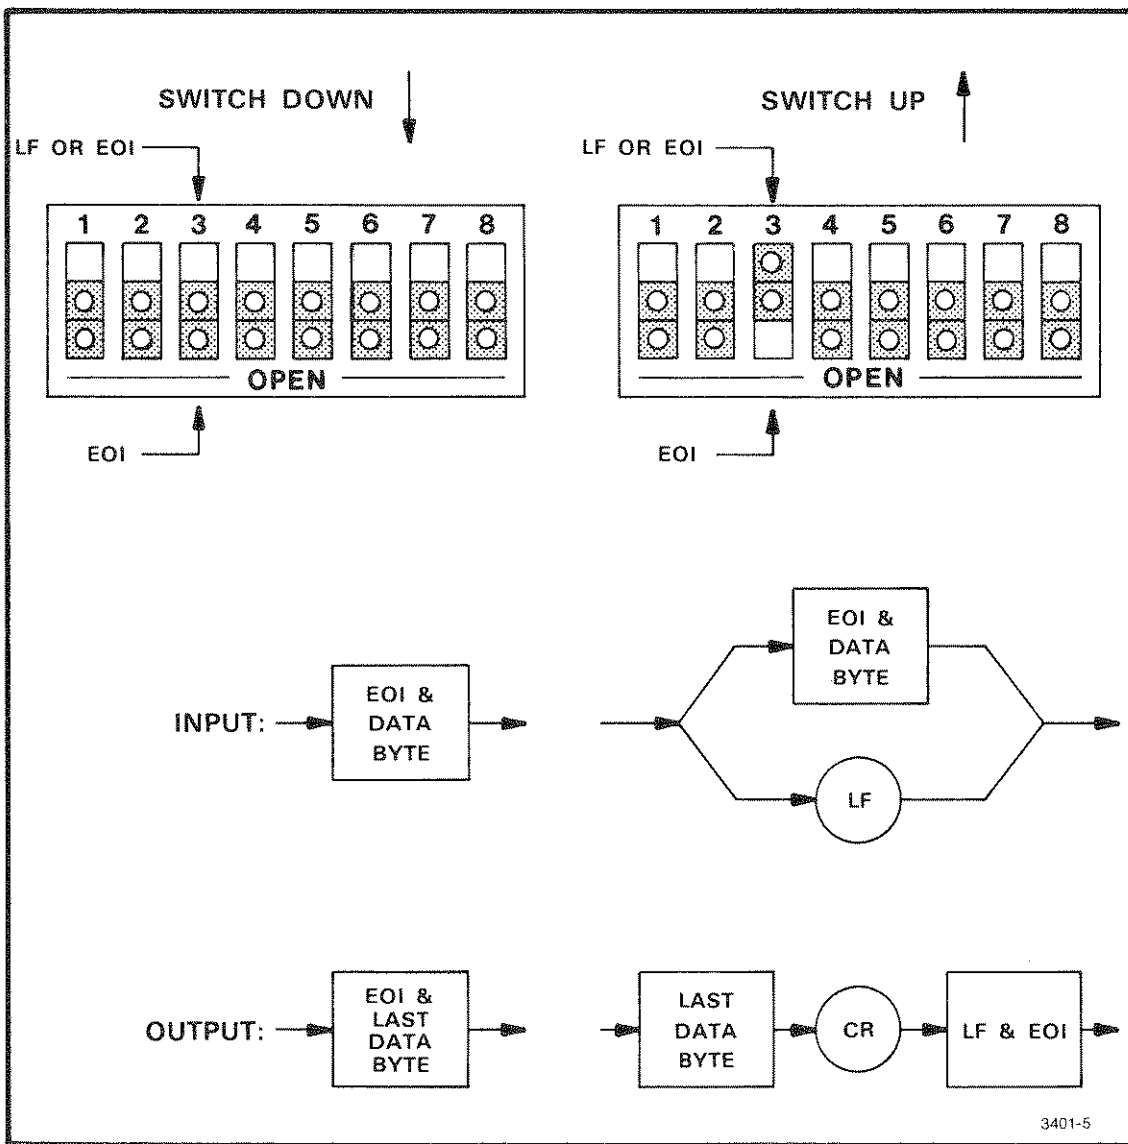 SWITCH DOWN
SWITCH UP
LF OR EOI
LF OR EOI
1 2 3 4 5 6 7 8
1 2 3 4 5 6 7 8
OPEN
OPEN
EOI
EOI
INPUT:
EOI &
DATA
BYTE
EOI &
DATA
BYTE
LF
OUTPUT:
EOI &
LAST
DATA
BYTE
LAST
DATA
BYTE
CR
LF & EOI
3401-5